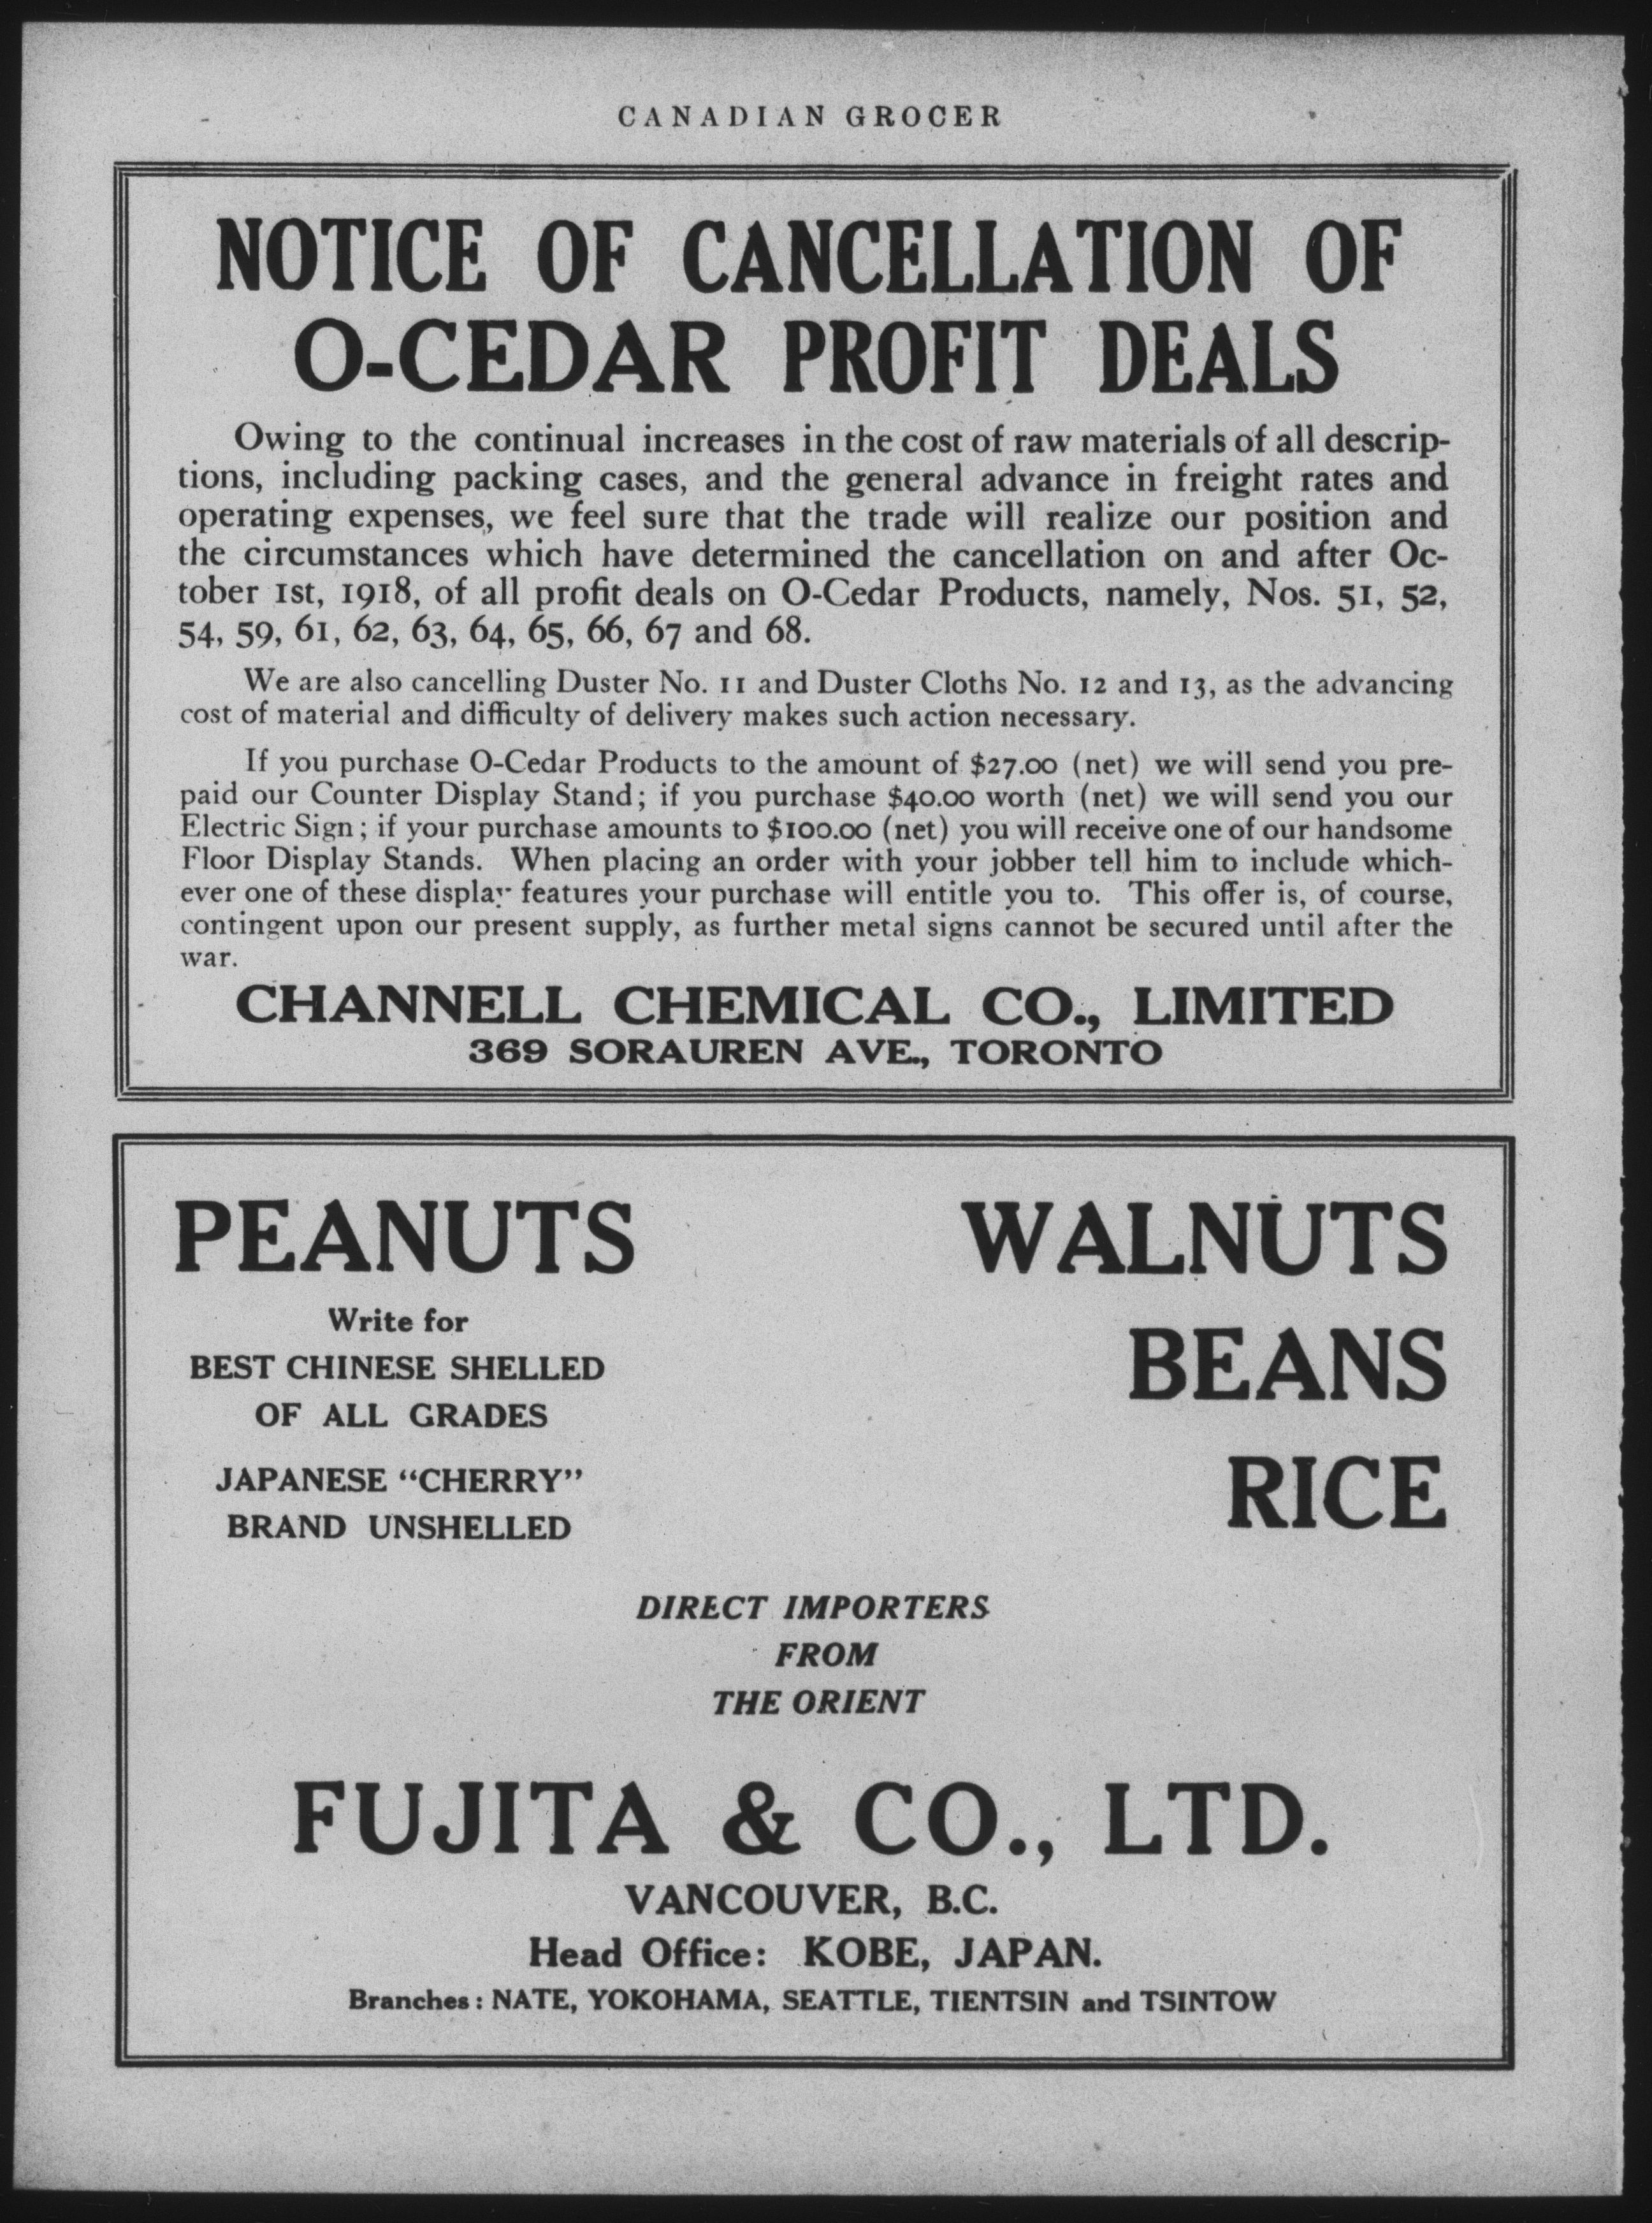 CANADIAN GROCER
NOTICE OF CANCELLATION OF
O-CEDAR PROFIT DEALS
Owing to the continual increases in the cost of raw materials of all descrip-
tions, including packing cases, and the general advance in freight rates and
operating expenses, we feel sure that the trade will realize our position and
the circumstances which have determined the cancellation on and after Oc-
tober 1st, 1918, of all profit deals on O-Cedar Products, namely, Nos. 51, 52,
54, 59, 61, 62, 63, 64, 65, 66, 67 and 68.
We are also cancelling Duster No. 11 and Duster Cloths No. 12 and 13, as the advancing
cost of material and difficulty of delivery makes such action necessary.
If you purchase O-Cedar Products to the amount of $27.00 (net) we will send you pre-
paid our Counter Display Stand; if you purchase $40.00 worth (net) we will send you our
Electric Sign; if your purchase amounts to $100.00 (net) you will receive one of our handsome
Floor Display Stands. When placing an order with your jobber tell him to include which-
ever one of these display features your purchase will entitle you to. This offer is, of course,
contingent upon our present supply, as further metal signs cannot be secured until after the
war.
CHANNELL CHEMICAL CO., LIMITED
369 SORAUREN AVE., TORONTO
PEANUTS
Write for
BEST CHINESE SHELLED
OF ALL GRADES
JAPANESE "CHERRY"
BRAND UNSHELLED
WALNUTS
BEANS
RICE
DIRECT IMPORTERS
FROM
THE ORIENT
FUJITA & CO., LTD.
VANCOUVER, B.C.
Head Office: KOBE, JAPAN.
Branches: NATE, YOKOHAMA, SEATTLE, TIENTSIN and TSINTOW